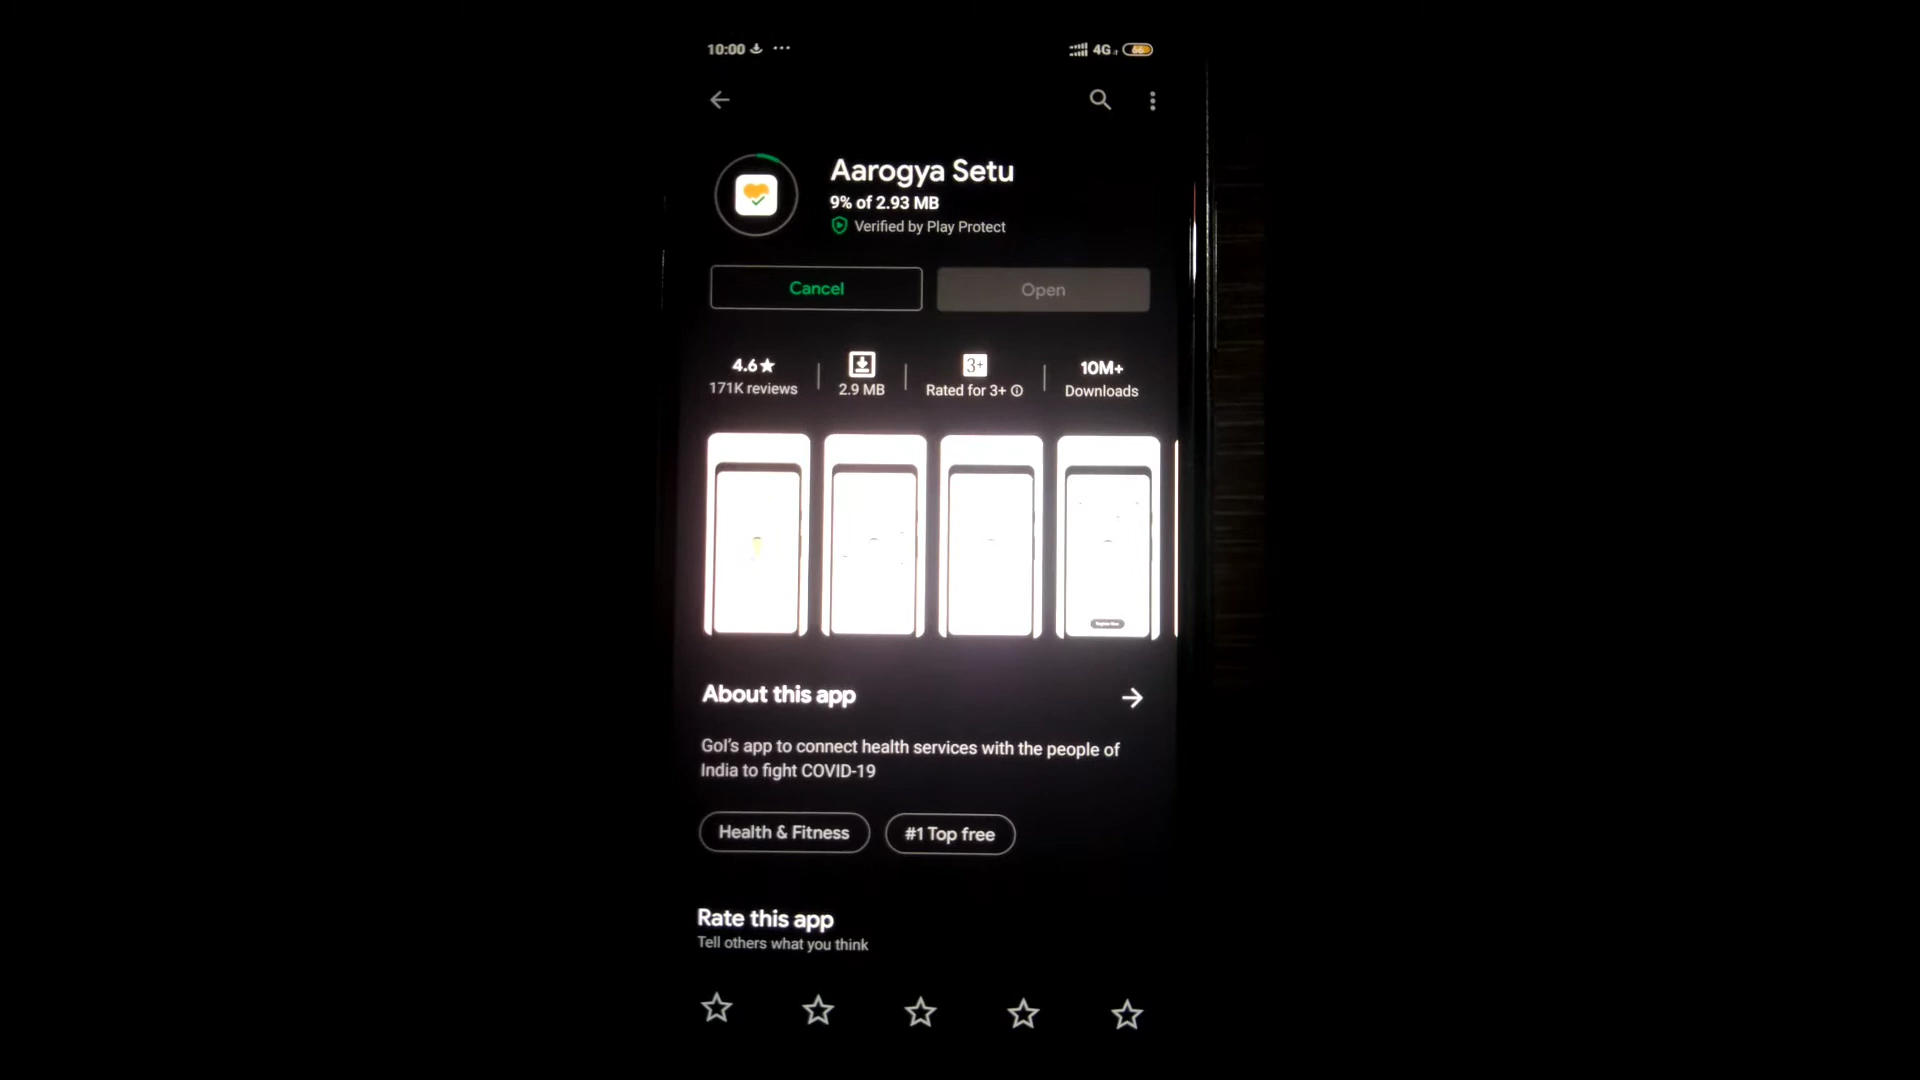 10:00 ... 4G 66
Aarogya Setu
9% of 2.93 MB
Verified by Play Protect
Cancel Open
4.6★ 3+ 10M+
171K reviews 2.9 MB Rated for 3+ Downloads
Register Now
About this app
GoI's app to connect health services with the people of
India to fight COVID-19
Health & Fitness #1 Top free
Rate this app
Tell others what you think